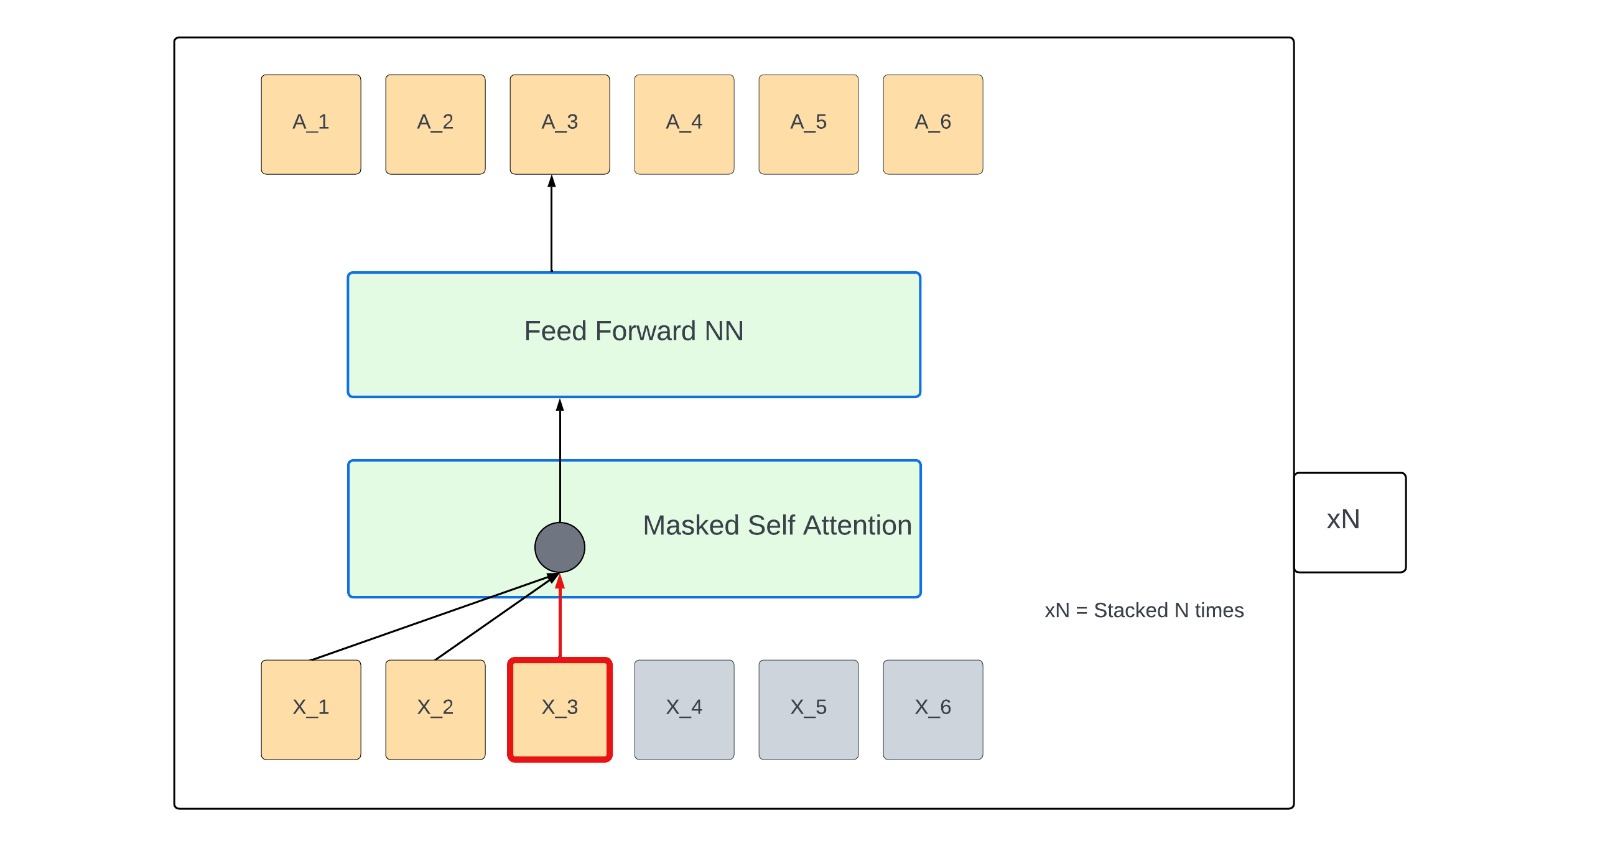 A_1 A_2 A_3 A_4 A_5 A_6
Feed Forward NN
Masked Self Attention
xN
xN = Stacked N times
X_1 X_2 X_3 X_4 X_5 X_6